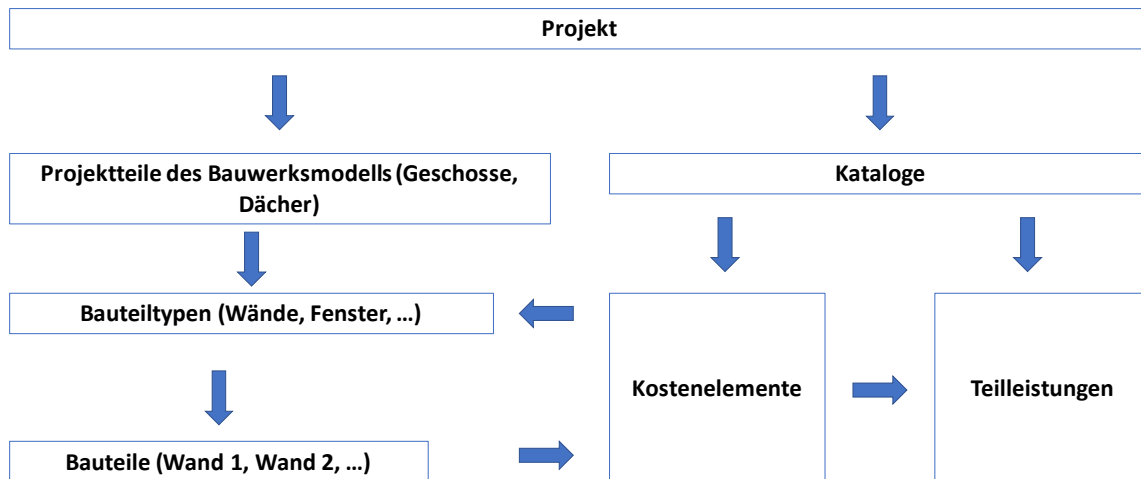 Projekt
Projektteile des Bauwerksmodells (Geschosse,
Dächer)
Kataloge
Bauteiltypen (Wände, Fenster, …)
Kostenelemente
Teilleistungen
Bauteile (Wand 1, Wand 2, …)